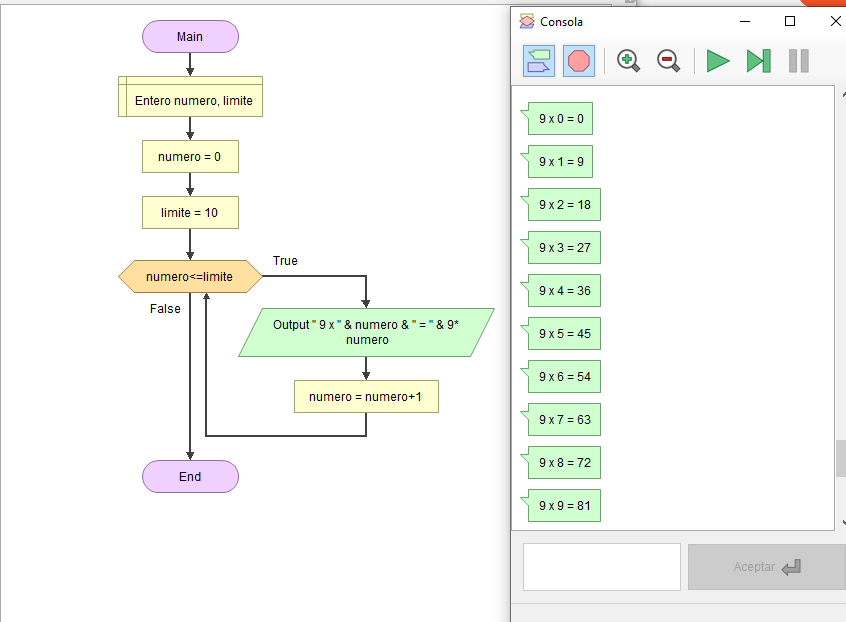 Main
Entero numero, limite
numero = 0
limite = 10
numero<=limite
True
False
Output " 9 x " & numero & " = " & 9*
numero
numero = numero+1
End
Consola
9 x 0 = 0
9 x 1 = 9
9 x 2 = 18
9 x 3 = 27
9 x 4 = 36
9 x 5 = 45
9 x 6 = 54
9 x 7 = 63
9 x 8 = 72
9 x 9 = 81
Aceptar